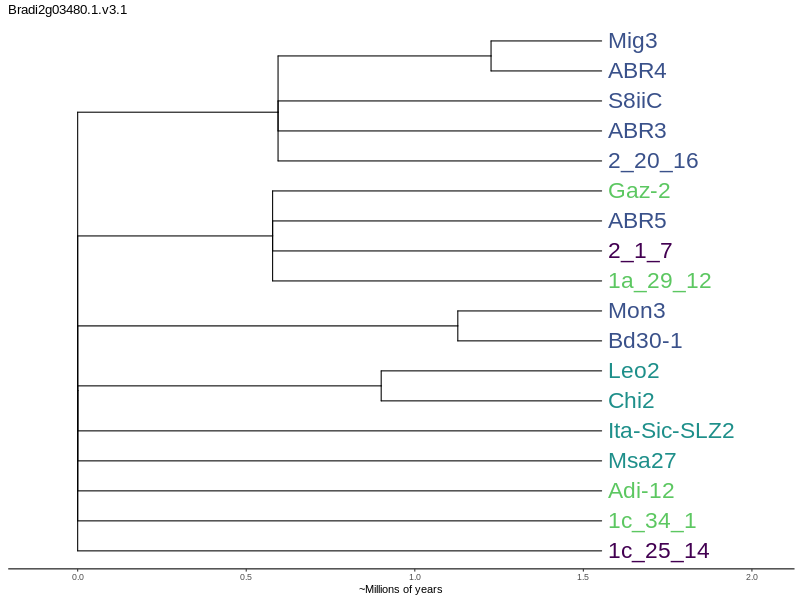 Bradi2g03480.1.v3.1
Mig3
ABR4
S8iiC
ABR3
2_20_16
Gaz-2
ABR5
2_1_7
1a_29_12
Mon3
Bd30-1
Leo2
Chi2
Ita-Sic-SLZ2
Msa27
Adi-12
1c_34_1
1c_25_14
0.0 0.5 1.0 1.5 2.0
~Millions of years